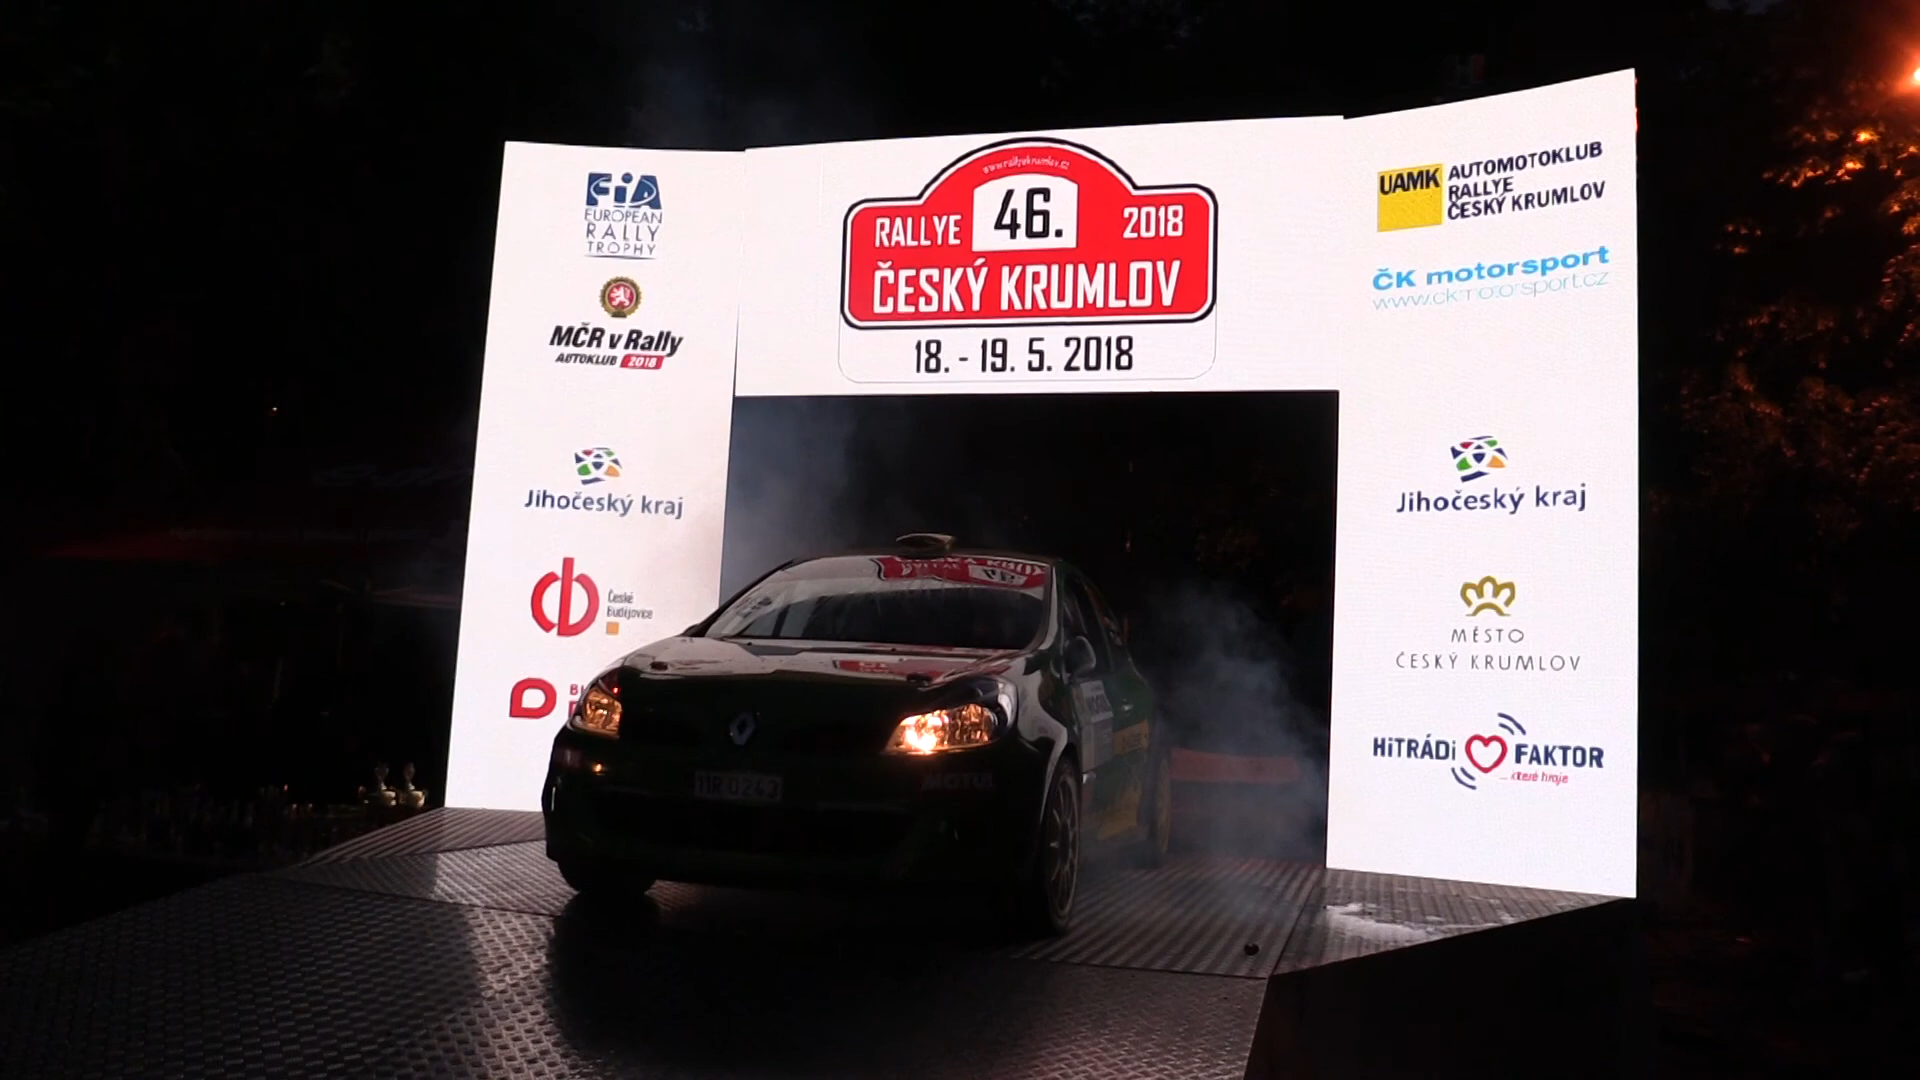 FiA
EUROPEAN
RALLY
TROPHY
MČR v Rally
AUTOKLUB 2018
Jihočeský kraj
České
Budějovice
www.rallyekrumlov.cz
RALLYE 46. 2018
ČESKÝ KRUMLOV
18. - 19. 5. 2018
UAMK AUTOMOTOKLUB
RALLYE
ČESKÝ KRUMLOV
ČK motorsport
www.ckmotorsport.cz
Jihočeský kraj
MĚSTO
ČESKÝ KRUMLOV
HiTRÁDi FAKTOR
... které hraje
MOTUL